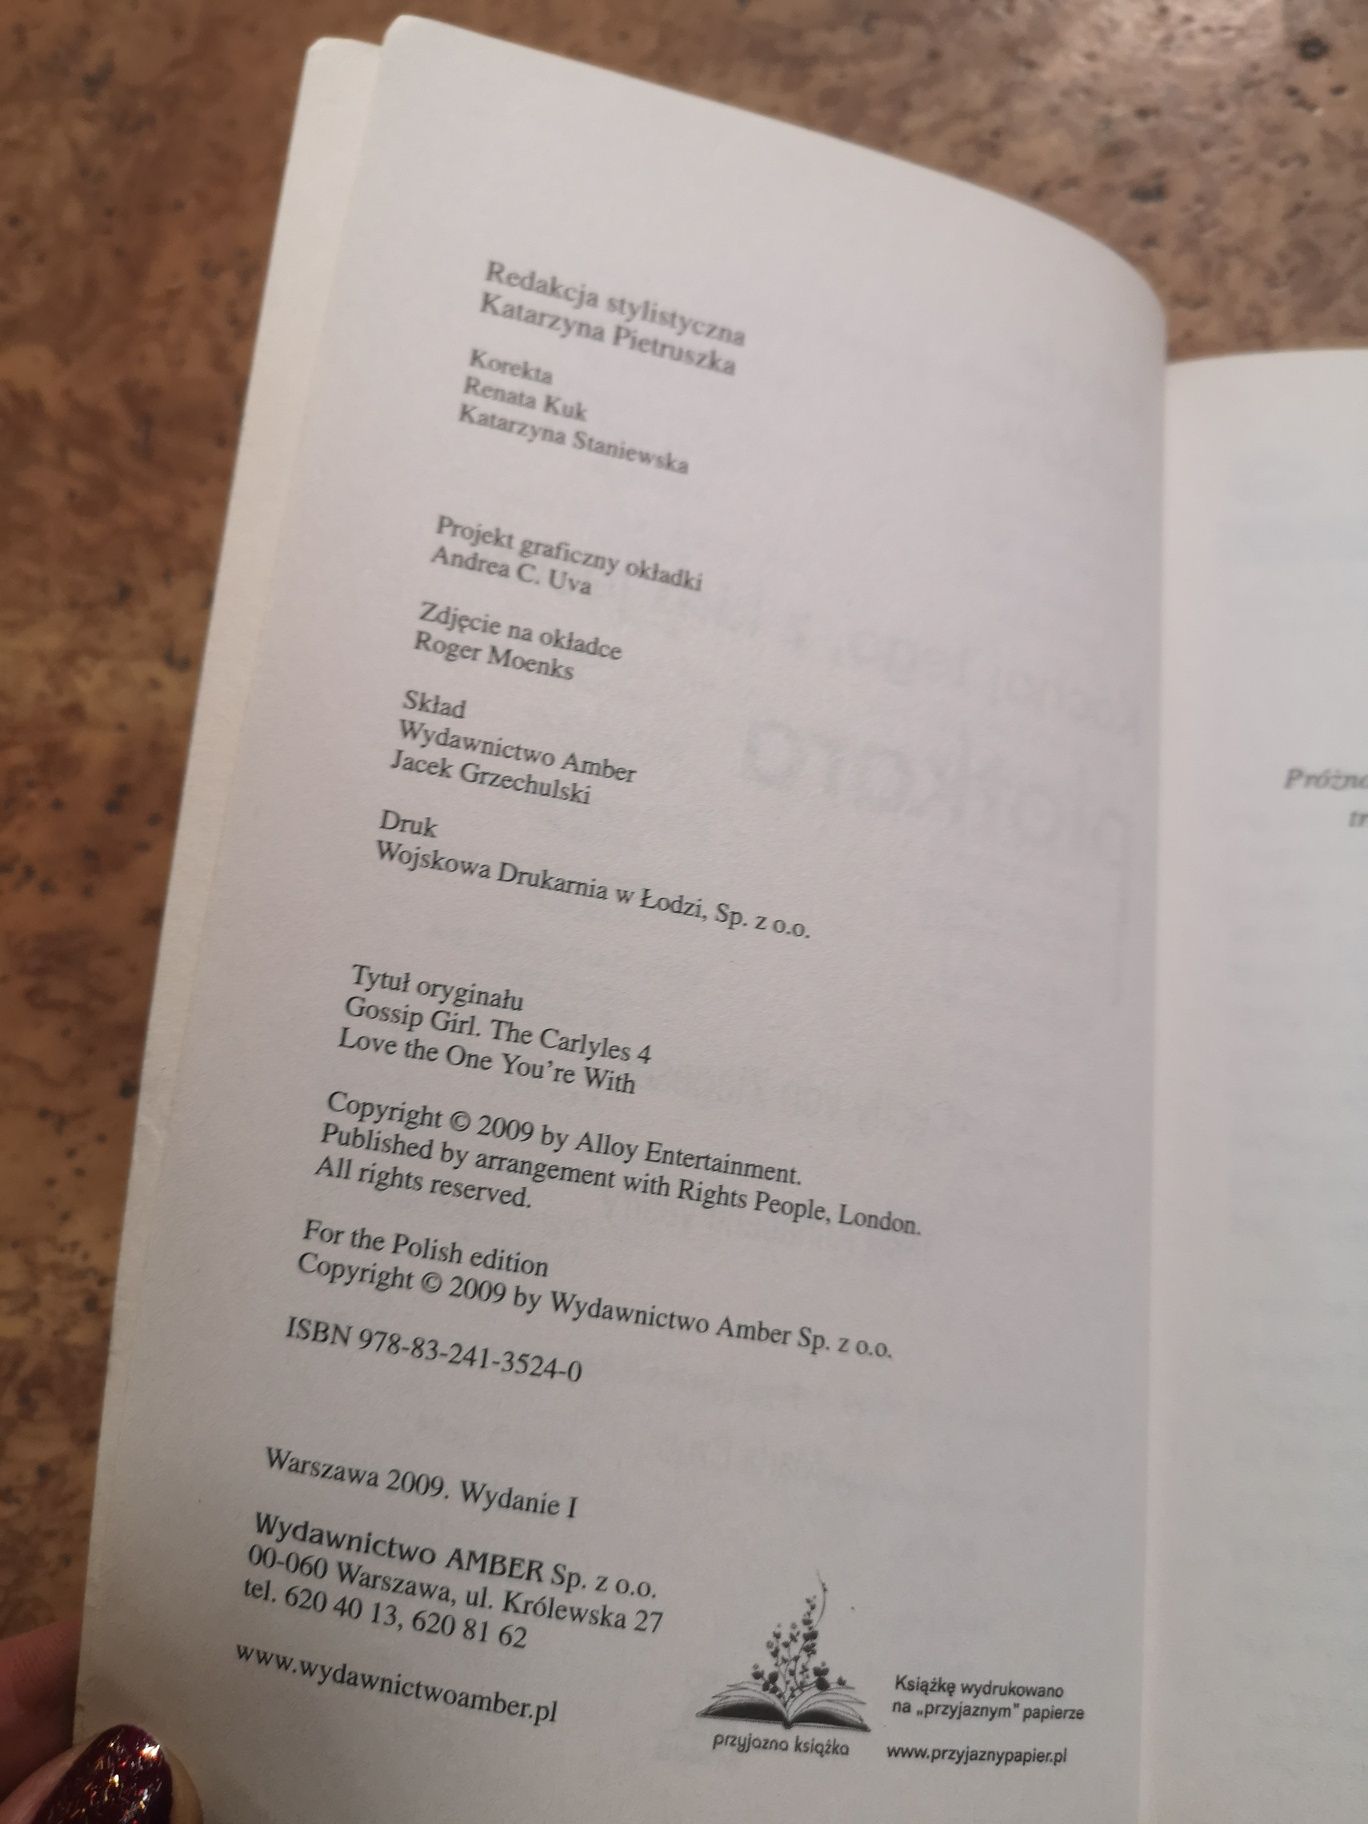 Redakcja stylistyczna
Katarzyna Pietruszka
Korekta
Renata Kuk
Katarzyna Staniewska
Projekt graficzny okładki
Andrea C. Uva
Zdjęcie na okładce
Roger Moenks
Skład
Wydawnictwo Amber
Jacek Grzechulski
Druk
Wojskowa Drukarnia w Łodzi, Sp. z o.o.
Tytuł oryginału
Gossip Girl. The Carlyles 4
Love the One You're With
Copyright © 2009 by Alloy Entertainment.
Published by arrangement with Rights People, London.
All rights reserved.
For the Polish edition
Copyright © 2009 by Wydawnictwo Amber Sp. z o.o.
ISBN 978-83-241-3524-0
Warszawa 2009. Wydanie I
Wydawnictwo AMBER Sp. z o.o.
00-060 Warszawa, ul. Królewska 27
tel. 620 40 13, 620 81 62
www.wydawnictwoamber.pl
przyjazna książka
Książkę wydrukowano
na „przyjaznym" papierze
www.przyjaznypapier.pl